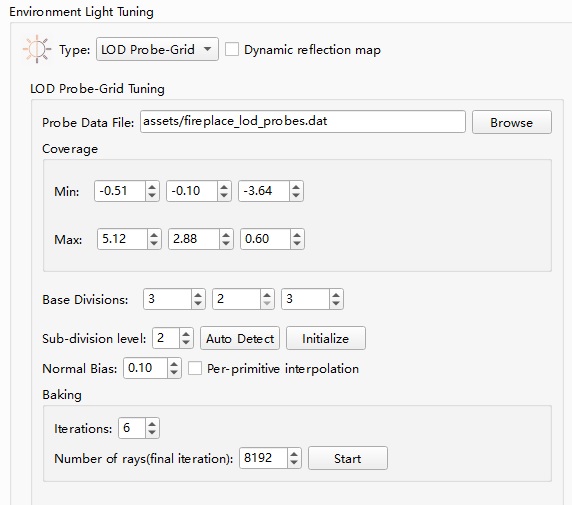 Environment Light Tuning
Type: LOD Probe-Grid Dynamic reflection map
LOD Probe-Grid Tuning
Probe Data File: assets/fireplace_lod_probes.dat Browse
Coverage
Min: -0.51 -0.10 -3.64
Max: 5.12 2.88 0.60
Base Divisions: 3 2 3
Sub-division level: 2 Auto Detect Initialize
Normal Bias: 0.10 Per-primitive interpolation
Baking
Iterations: 6
Number of rays(final iteration): 8192 Start